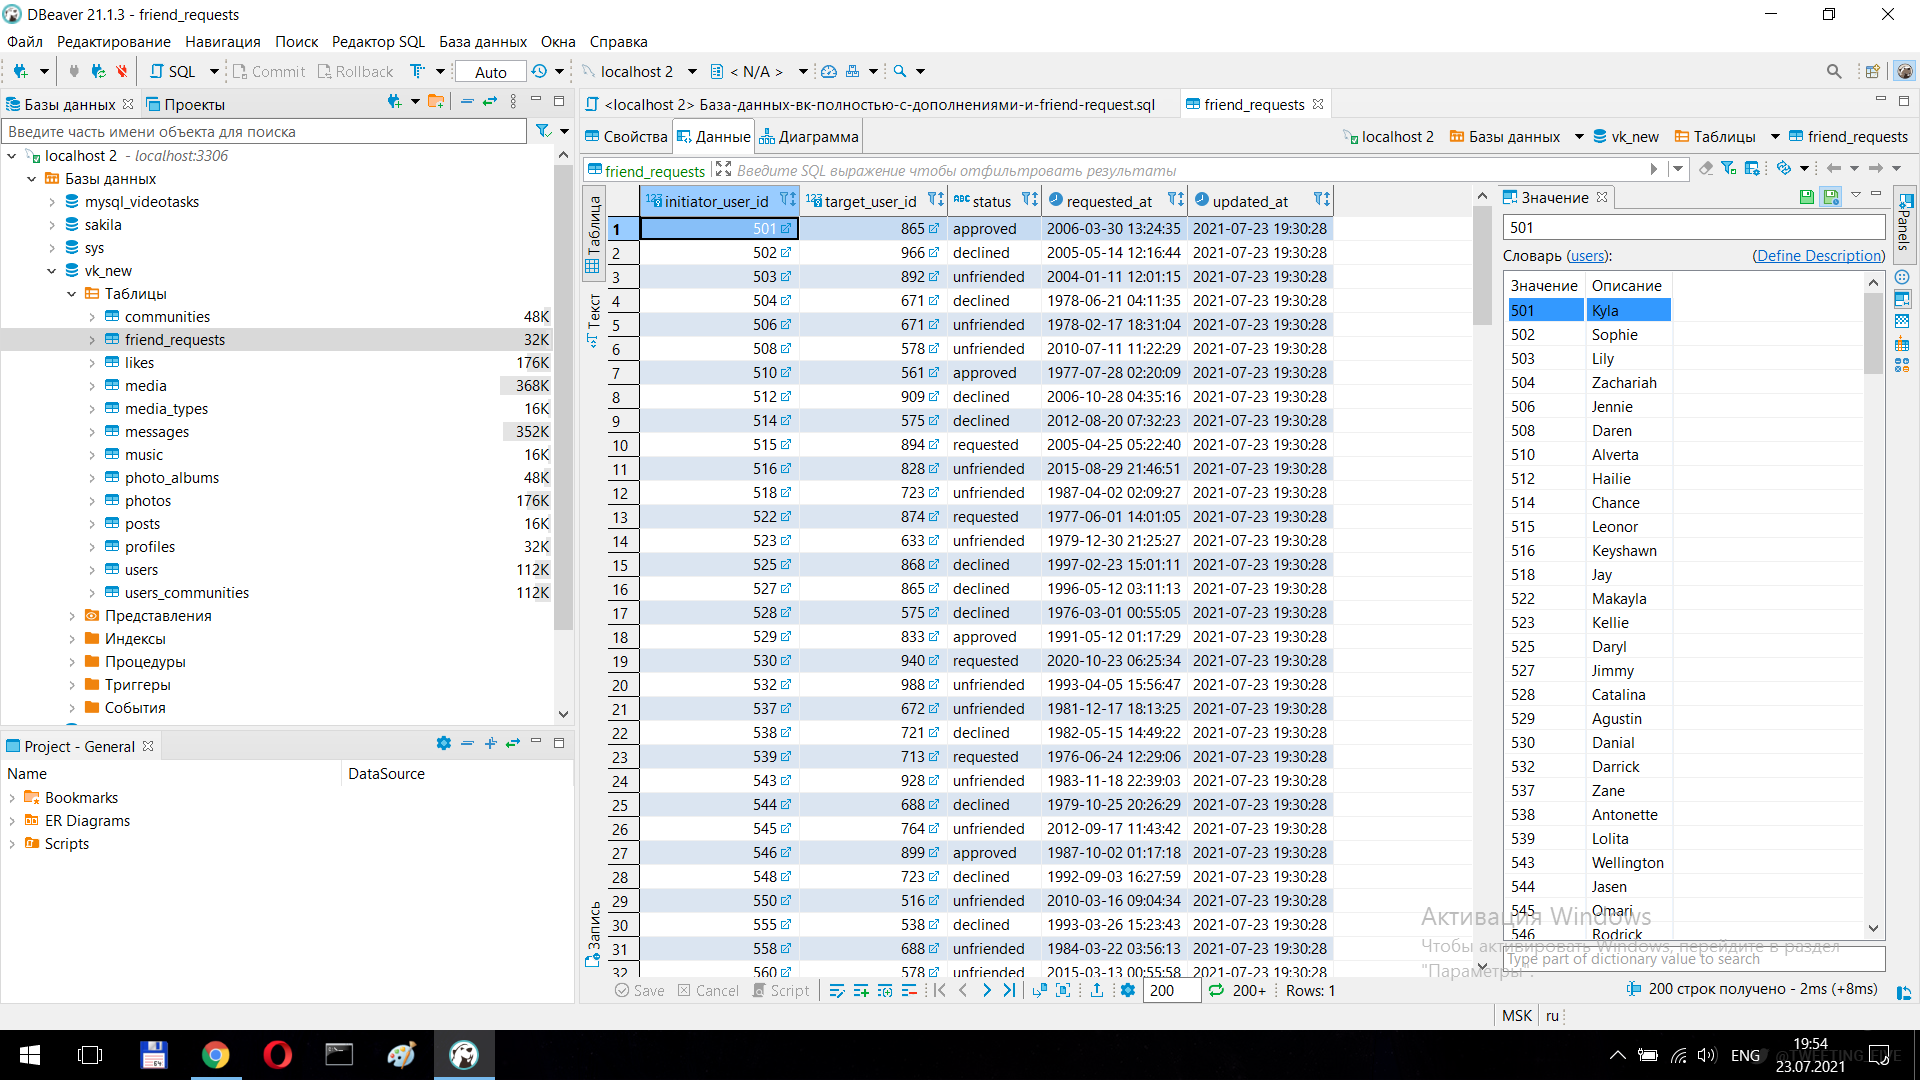 DBeaver 21.1.3 - friend_requests
Файл Редактирование Навигация Поиск Редактор SQL База данных Окна Справка
SQL Commit Rollback Auto localhost 2 < N/A >
Базы данных Проекты
Введите часть имени объекта для поиска
localhost 2 - localhost:3306
Базы данных
mysql_videotasks
sakila
sys
vk_new
Таблицы
communities 48K
friend_requests 32K
likes 176K
media 368K
media_types 16K
messages 352K
music 16K
photo_albums 48K
photos 176K
posts 16K
profiles 32K
users 112K
users_communities 112K
Представления
Индексы
Процедуры
Триггеры
События
Project - General
Name DataSource
Bookmarks
ER Diagrams
Scripts
<localhost 2> База-данных-вк-полностью-с-дополнениями-и-friend-request.sql friend_requests
Свойства Данные Диаграмма localhost 2 Базы данных vk_new Таблицы friend_requests
friend_requests Введите SQL выражение чтобы отфильтровать результаты
Таблица
Текст
Запись
123 initiator_user_id 123 target_user_id ABC status requested_at updated_at
1 501 865 approved 2006-03-30 13:24:35 2021-07-23 19:30:28
2 502 966 declined 2005-05-14 12:16:44 2021-07-23 19:30:28
3 503 892 unfriended 2004-01-11 12:01:15 2021-07-23 19:30:28
4 504 671 declined 1978-06-21 04:11:35 2021-07-23 19:30:28
5 506 671 unfriended 1978-02-17 18:31:04 2021-07-23 19:30:28
6 508 578 unfriended 2010-07-11 11:22:29 2021-07-23 19:30:28
7 510 561 approved 1977-07-28 02:20:09 2021-07-23 19:30:28
8 512 909 declined 2006-10-28 04:35:16 2021-07-23 19:30:28
9 514 575 declined 2012-08-20 07:32:23 2021-07-23 19:30:28
10 515 894 requested 2005-04-25 05:22:40 2021-07-23 19:30:28
11 516 828 unfriended 2015-08-29 21:46:51 2021-07-23 19:30:28
12 518 723 unfriended 1987-04-02 02:09:27 2021-07-23 19:30:28
13 522 874 requested 1977-06-01 14:01:05 2021-07-23 19:30:28
14 523 633 unfriended 1979-12-30 21:25:27 2021-07-23 19:30:28
15 525 868 declined 1997-02-23 15:01:11 2021-07-23 19:30:28
16 527 865 declined 1996-05-12 03:11:13 2021-07-23 19:30:28
17 528 575 declined 1976-03-01 00:55:05 2021-07-23 19:30:28
18 529 833 approved 1991-05-12 01:17:29 2021-07-23 19:30:28
19 530 940 requested 2020-10-23 06:25:34 2021-07-23 19:30:28
20 532 988 unfriended 1993-04-05 15:56:47 2021-07-23 19:30:28
21 537 672 unfriended 1981-12-17 18:13:25 2021-07-23 19:30:28
22 538 721 declined 1982-05-15 14:49:22 2021-07-23 19:30:28
23 539 713 requested 1976-06-24 12:29:06 2021-07-23 19:30:28
24 543 928 unfriended 1983-11-18 22:39:03 2021-07-23 19:30:28
25 544 688 declined 1979-10-25 20:26:29 2021-07-23 19:30:28
26 545 764 unfriended 2012-09-17 11:43:42 2021-07-23 19:30:28
27 546 899 approved 1987-10-02 01:17:18 2021-07-23 19:30:28
28 548 723 declined 1992-09-03 16:27:59 2021-07-23 19:30:28
29 550 516 unfriended 2010-03-16 09:04:34 2021-07-23 19:30:28
30 555 538 declined 1993-03-26 15:23:43 2021-07-23 19:30:28
31 558 688 unfriended 1984-03-22 03:56:13 2021-07-23 19:30:28
32 560 578 unfriended 2015-03-13 00:55:58 2021-07-23 19:30:28
Save Cancel Script 200 200+ Rows: 1
Значение
501
Словарь (users): (Define Description)
Значение Описание
501 Kyla
502 Sophie
503 Lily
504 Zachariah
506 Jennie
508 Daren
510 Alverta
512 Hailie
514 Chance
515 Leonor
516 Keyshawn
518 Jay
522 Makayla
523 Kellie
525 Daryl
527 Jimmy
528 Catalina
529 Agustin
530 Danial
532 Darrick
537 Zane
538 Antonette
539 Lolita
543 Wellington
544 Jasen
545 Omari
546 Rodrick
Type part of dictionary value to search
Panels
Активация Windows
Чтобы активировать Windows, перейдите в раздел
"Параметры".
200 строк получено - 2ms (+8ms)
MSK ru
64
ENG
19:54
23.07.2021